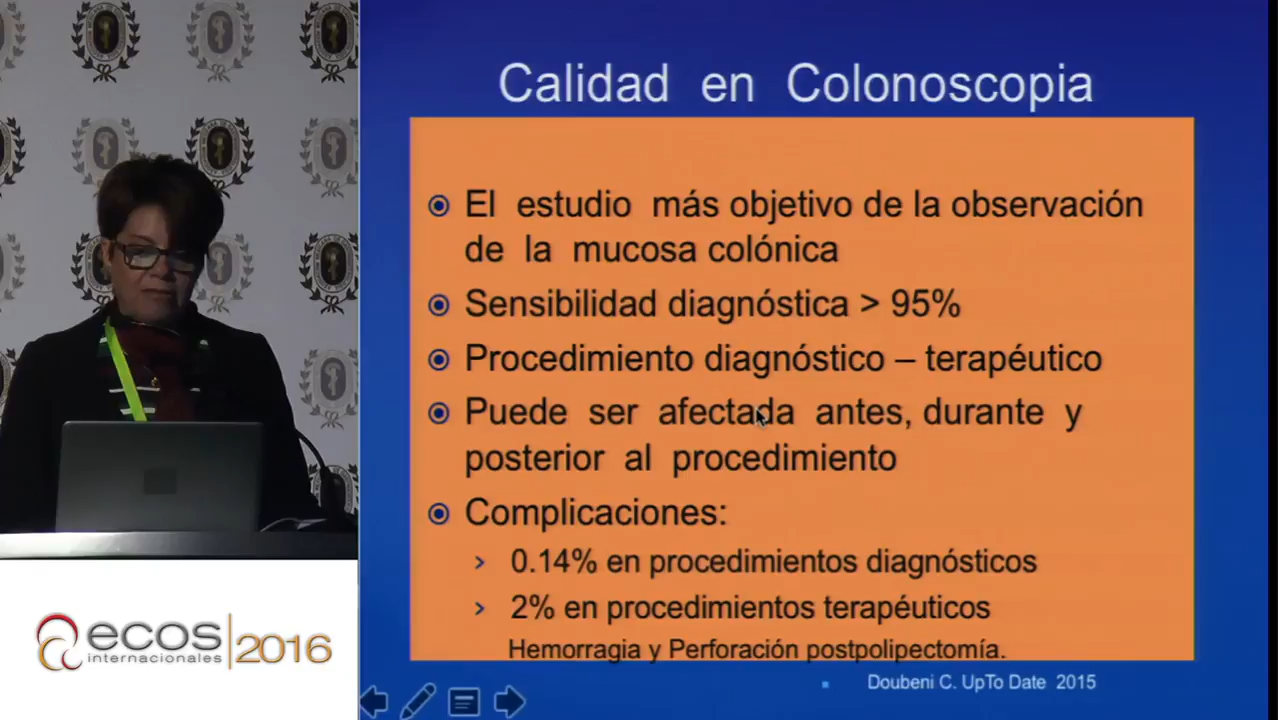 Calidad en Colonoscopia
El estudio más objetivo de la observación
de la mucosa colónica
Sensibilidad diagnóstica > 95%
Procedimiento diagnóstico – terapéutico
Puede ser afectada antes, durante y
posterior al procedimiento
Complicaciones:
0.14% en procedimientos diagnósticos
2% en procedimientos terapéuticos
Hemorragia y Perforación postpolipectomía.
Doubeni C. UpTo Date 2015
ecos
internacionales
2016